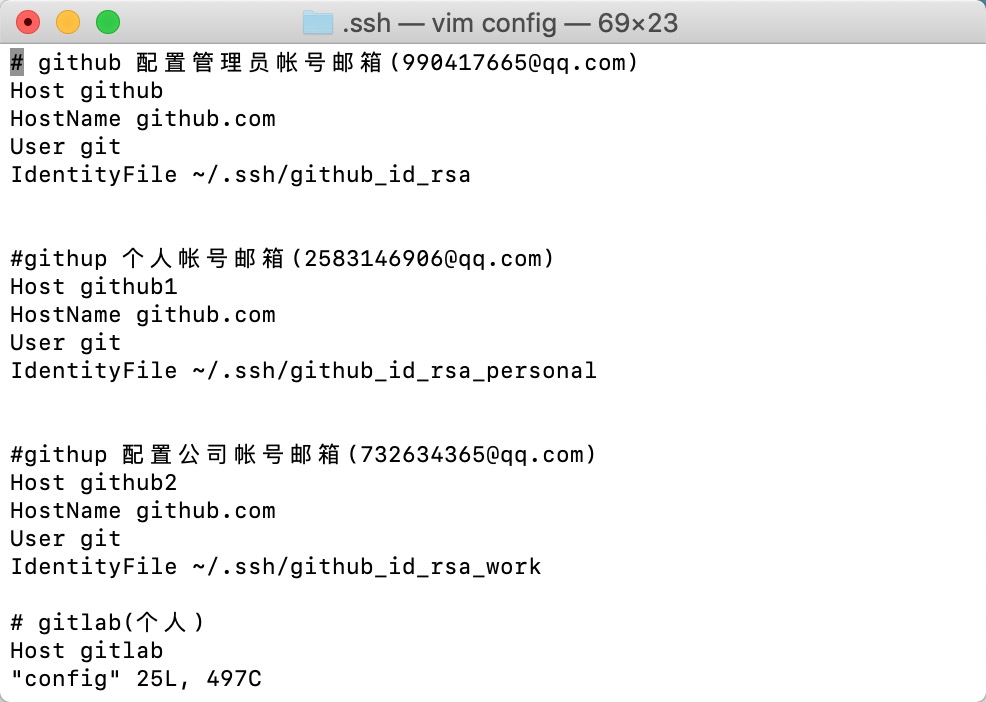 .ssh — vim config — 69×23
# github 配置管理员帐号邮箱(990417665@qq.com)
Host github
HostName github.com
User git
IdentityFile ~/.ssh/github_id_rsa
#githup 个人帐号邮箱(2583146906@qq.com)
Host github1
HostName github.com
User git
IdentityFile ~/.ssh/github_id_rsa_personal
#githup 配置公司帐号邮箱(732634365@qq.com)
Host github2
HostName github.com
User git
IdentityFile ~/.ssh/github_id_rsa_work
# gitlab(个人)
Host gitlab
"config" 25L, 497C